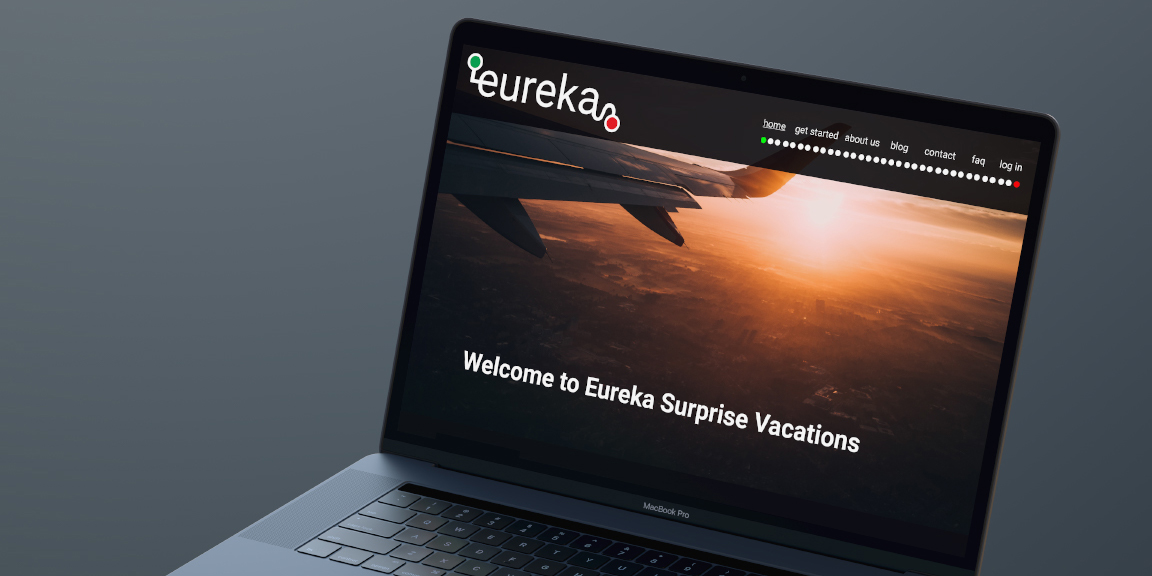 eureka
home get started about us blog contact faq log in
Welcome to Eureka Surprise Vacations
MacBook Pro